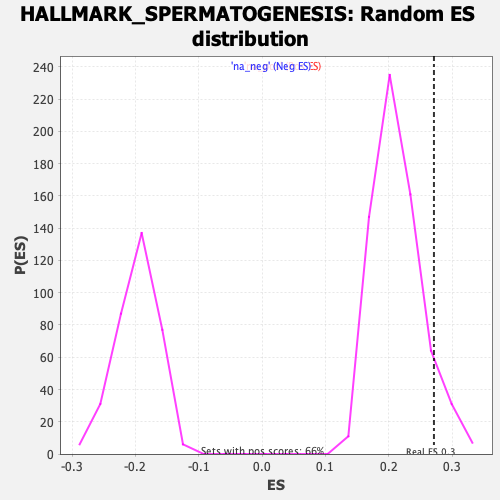 HALLMARK_SPERMATOGENESIS: Random ES
distribution
'na_neg' (Neg ES) ES)
240
220
200
180
160
140
120
100
80
60
40
20
0
P(ES)
Sets with pos scores: 66%
Real ES 0.3
-0.3 -0.2 -0.1 0.0 0.1 0.2 0.3
ES